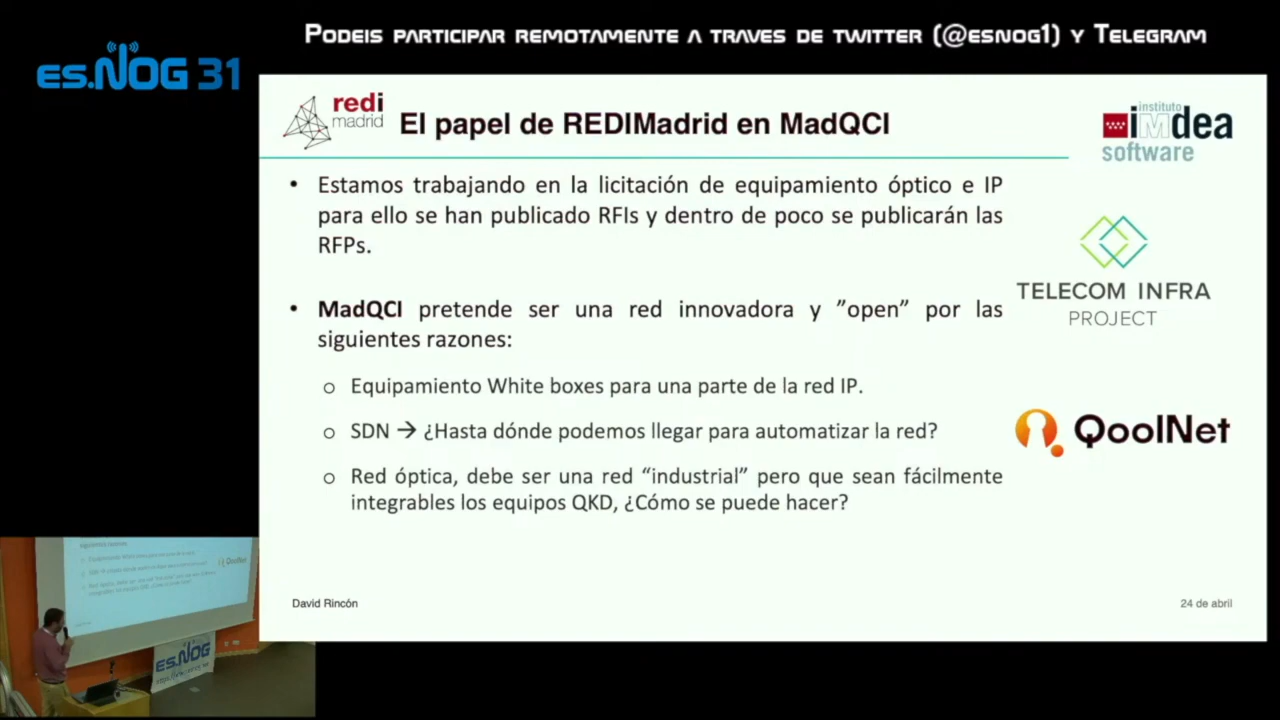 PODEIS PARTICIPAR REMOTAMENTE A TRAVES DE TWITTER (@ESNOG1) Y TELEGRAM
es.NOG 31
redi
madrid
El papel de REDIMadrid en MadQCI
instituto
imdea
software
• Estamos trabajando en la licitación de equipamiento óptico e IP
para ello se han publicado RFIs y dentro de poco se publicarán las
RFPs.
TELECOM INFRA
PROJECT
• MadQCI pretende ser una red innovadora y ”open” por las
siguientes razones:
o Equipamiento White boxes para una parte de la red IP.
o SDN → ¿Hasta dónde podemos llegar para automatizar la red?
QoolNet
o Red óptica, debe ser una red “industrial” pero que sean fácilmente
integrables los equipos QKD, ¿Cómo se puede hacer?
David Rincón
24 de abril
QoolNet
ES.NOG